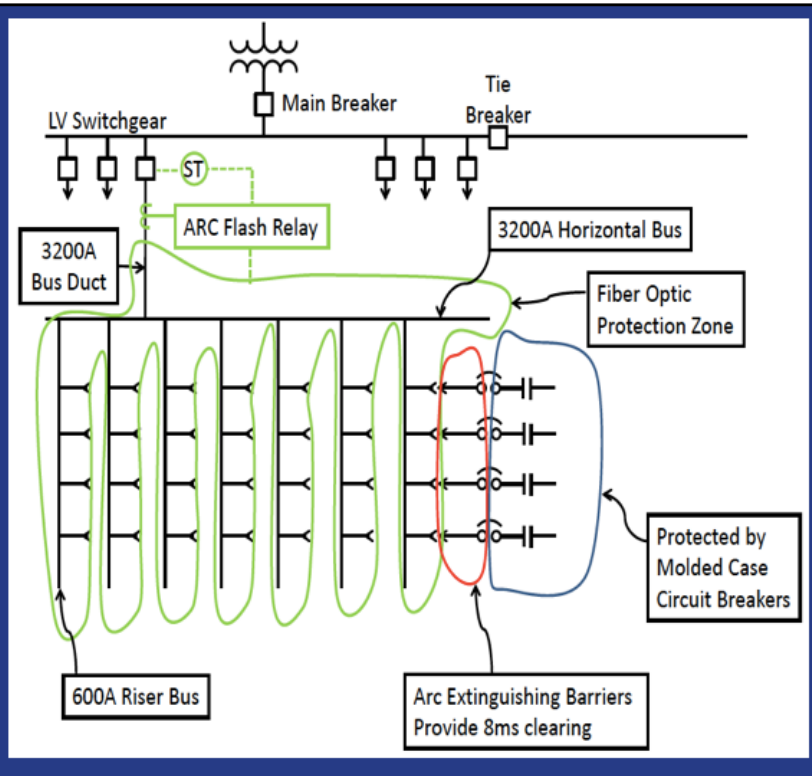 Main Breaker
Tie
Breaker
LV Switchgear
ST
ARC Flash Relay
3200A
Bus Duct
3200A Horizontal Bus
Fiber Optic
Protection Zone
Protected by
Molded Case
Circuit Breakers
600A Riser Bus
Arc Extinguishing Barriers
Provide 8ms clearing